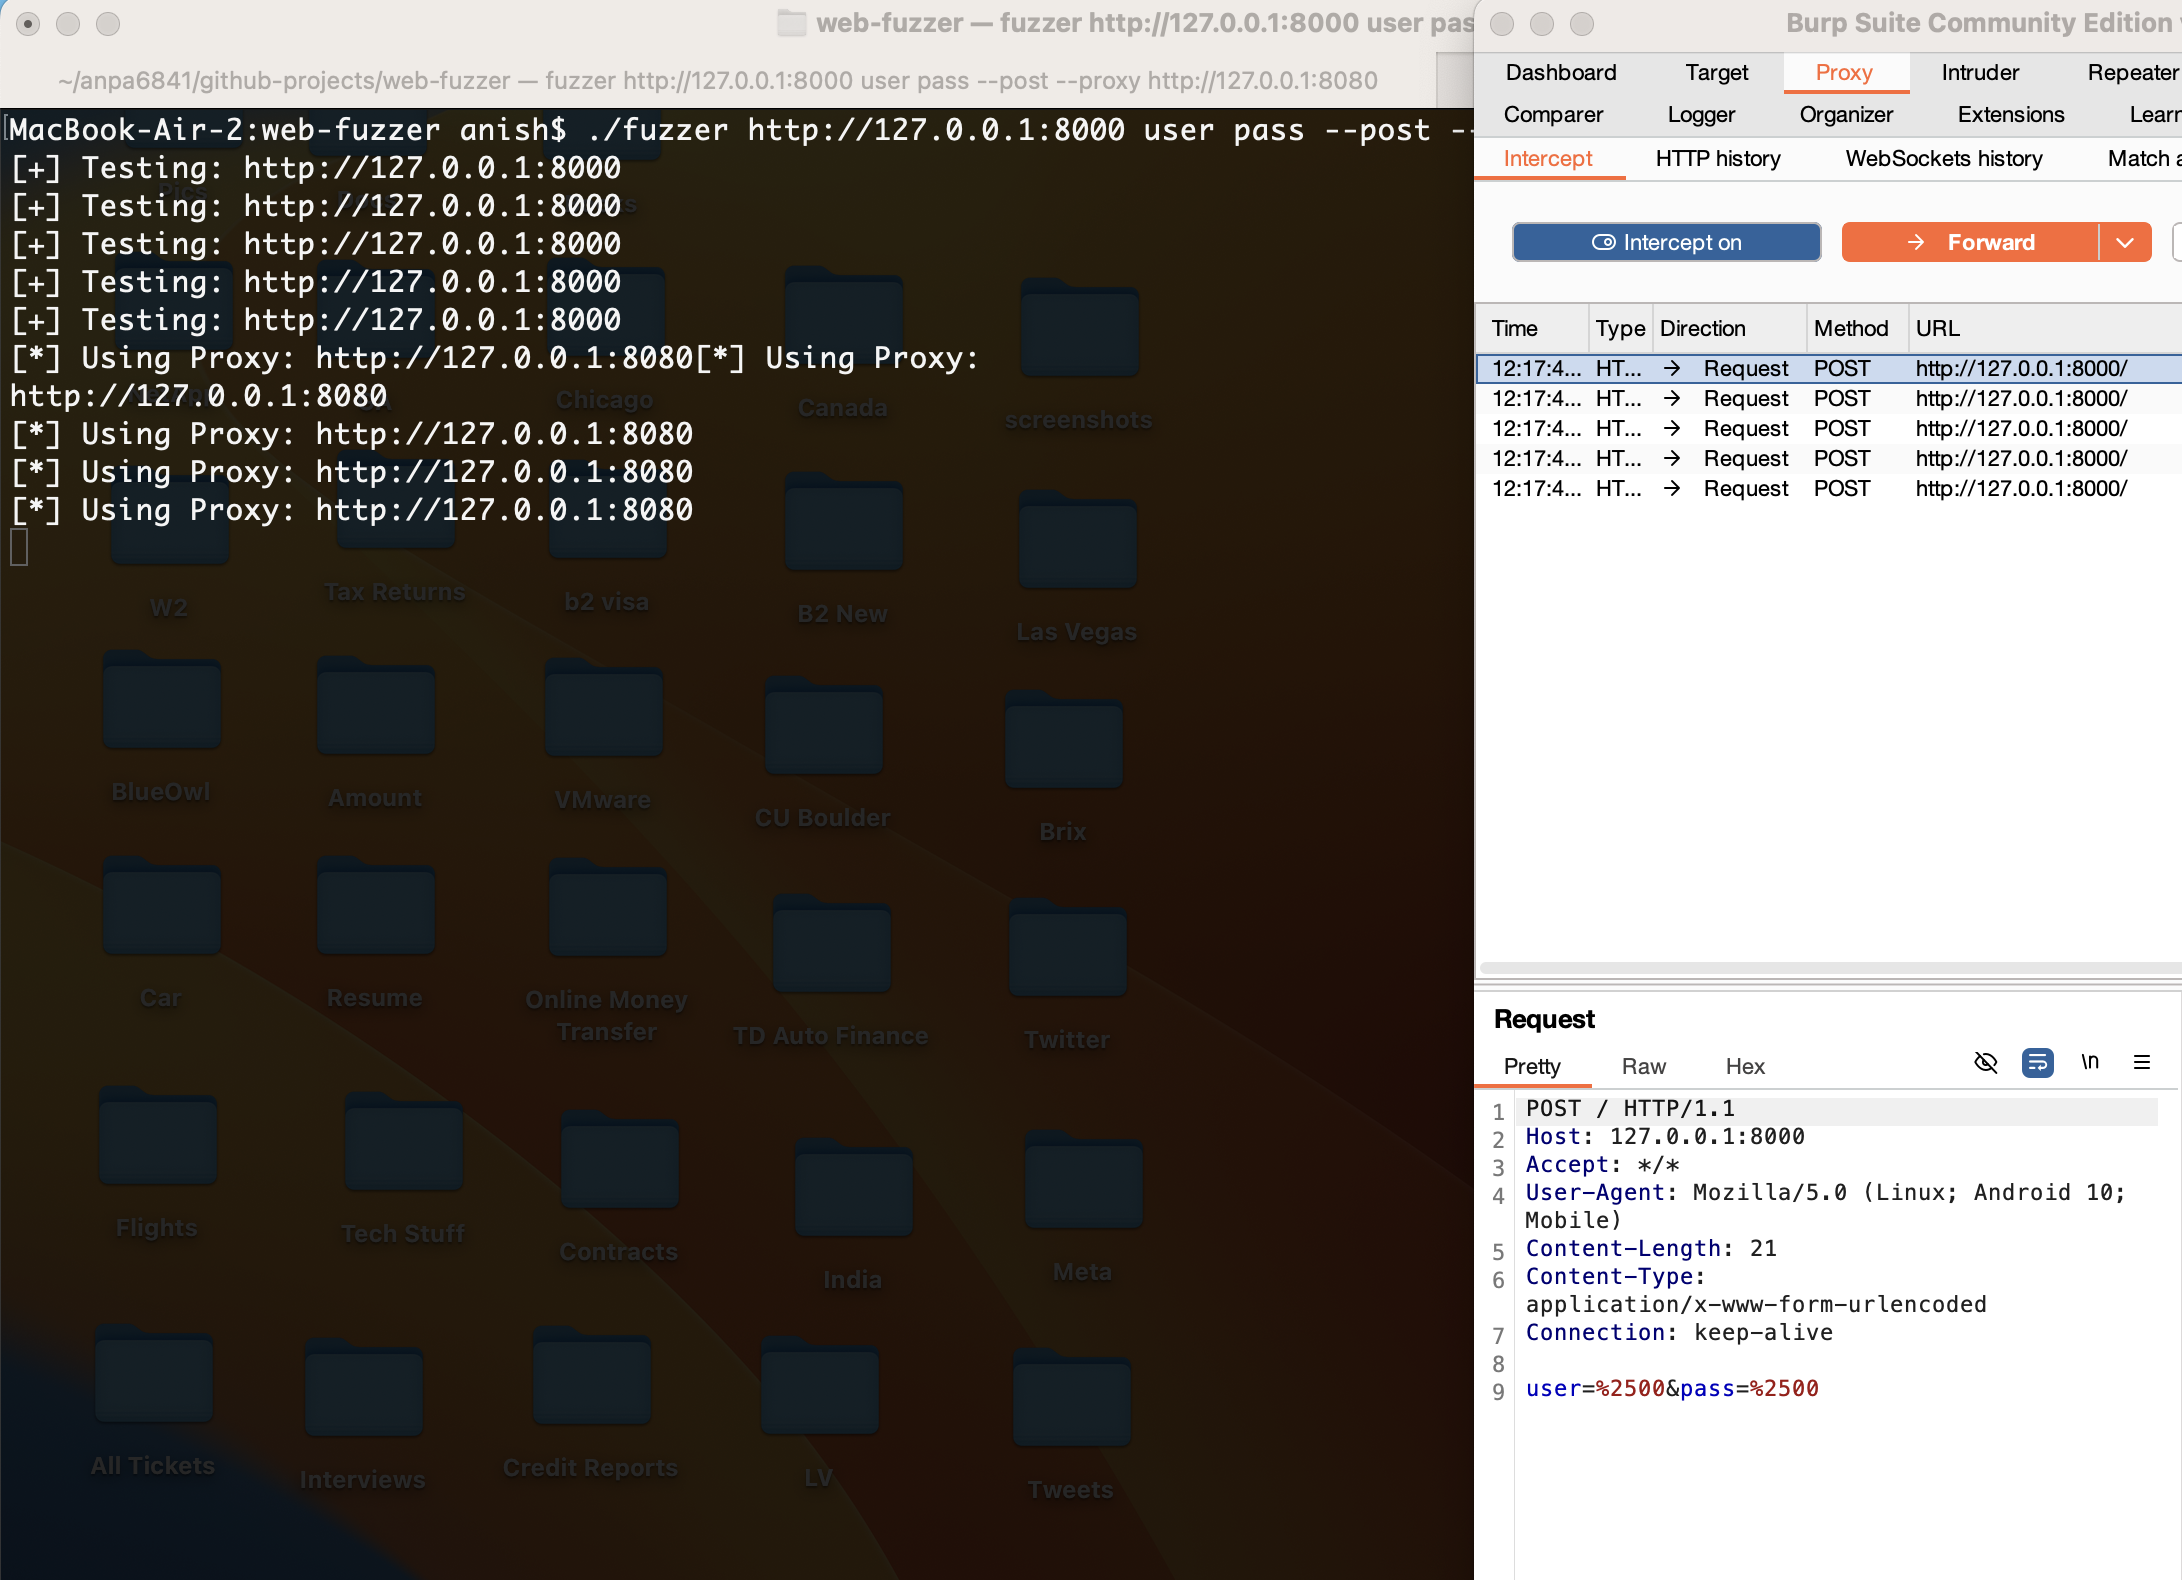 web-fuzzer — fuzzer http://127.0.0.1:8000 user pas
~/anpa6841/github-projects/web-fuzzer — fuzzer http://127.0.0.1:8000 user pass --post --proxy http://127.0.0.1:8080
MacBook-Air-2:web-fuzzer anish$ ./fuzzer http://127.0.0.1:8000 user pass --post --
[+] Testing: http://127.0.0.1:8000
[+] Testing: http://127.0.0.1:8000
[+] Testing: http://127.0.0.1:8000
[+] Testing: http://127.0.0.1:8000
[+] Testing: http://127.0.0.1:8000
[*] Using Proxy: http://127.0.0.1:8080[*] Using Proxy:
http://127.0.0.1:8080
[*] Using Proxy: http://127.0.0.1:8080
[*] Using Proxy: http://127.0.0.1:8080
[*] Using Proxy: http://127.0.0.1:8080
Pics
Chicago
Canada
screenshots
W2
Tax Returns
b2 visa
B2 New
Las Vegas
BlueOwl
Amount
VMware
CU Boulder
Brix
Car
Resume
Online Money
Transfer
TD Auto Finance
Twitter
Flights
Tech Stuff
Contracts
India
Meta
All Tickets
Interviews
Credit Reports
LV
Tweets
Burp Suite Community Edition
Dashboard Target Proxy Intruder Repeater
Comparer Logger Organizer Extensions Learn
Intercept HTTP history WebSockets history Match
Intercept on Forward
Time Type Direction Method URL
12:17:4... HT... → Request POST http://127.0.0.1:8000/
12:17:4... HT... → Request POST http://127.0.0.1:8000/
12:17:4... HT... → Request POST http://127.0.0.1:8000/
12:17:4... HT... → Request POST http://127.0.0.1:8000/
12:17:4... HT... → Request POST http://127.0.0.1:8000/
Request
Pretty Raw Hex \n
1 POST / HTTP/1.1
2 Host: 127.0.0.1:8000
3 Accept: */*
4 User-Agent: Mozilla/5.0 (Linux; Android 10;
Mobile)
5 Content-Length: 21
6 Content-Type:
application/x-www-form-urlencoded
7 Connection: keep-alive
8
9 user=%2500&pass=%2500